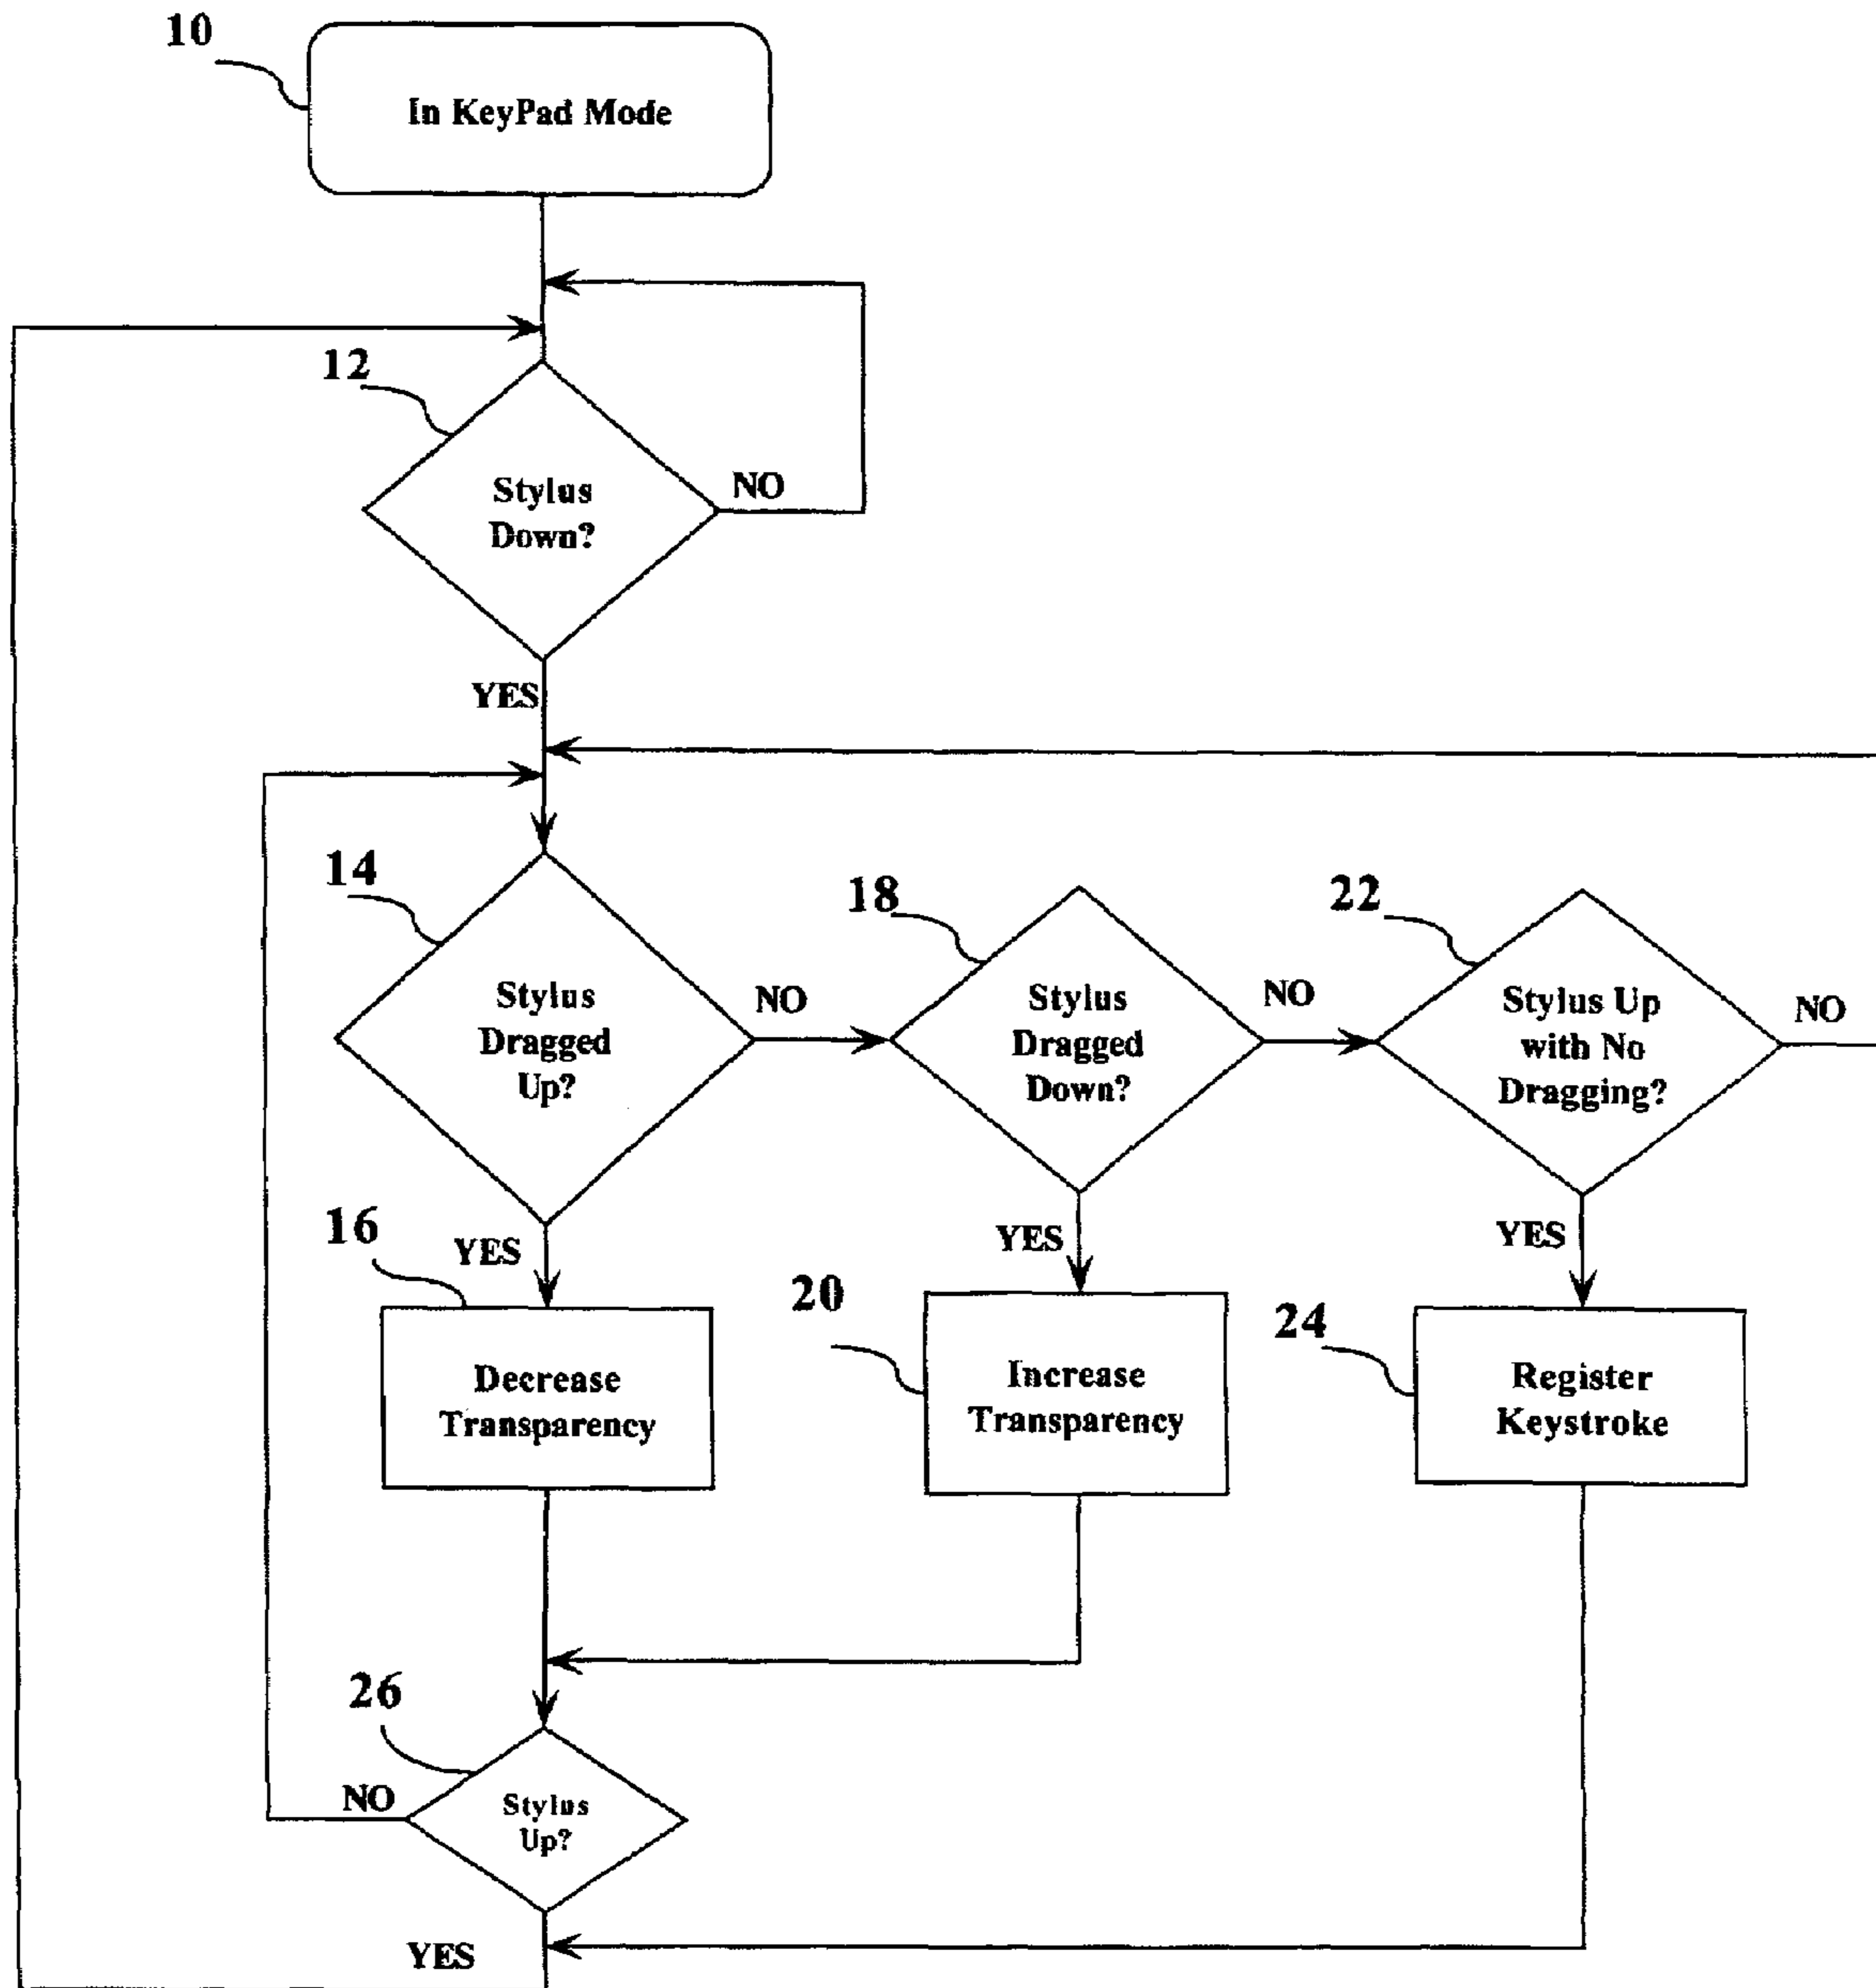 10
In KeyPad Mode
12
Stylus
Down?
NO
YES
14
Stylus
Dragged
Up?
NO
18
Stylus
Dragged
Down?
NO
22
Stylus Up
with No
Dragging?
NO
YES
YES
YES
16
Decrease
Transparency
20
Increase
Transparency
24
Register
Keystroke
26
Stylus
Up?
NO
YES